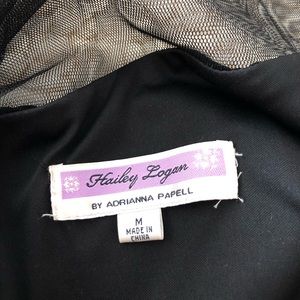 Hailey Logan
BY ADRIANNA PAPELL
M
MADE IN
CHINA